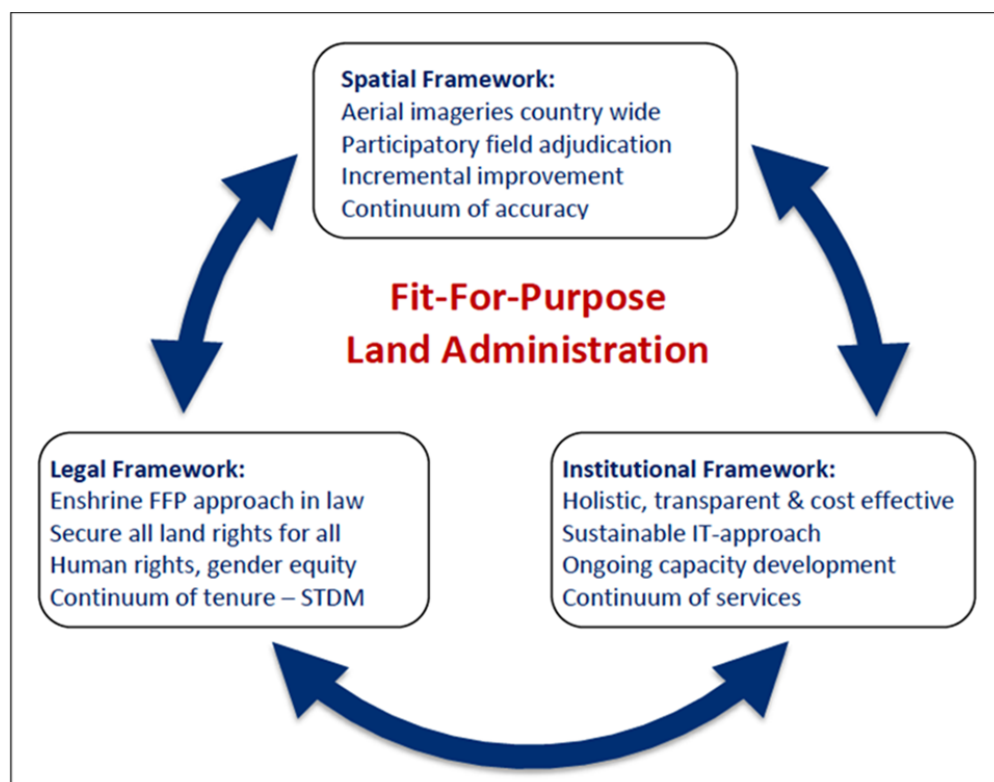 Spatial Framework:
Aerial imageries country wide
Participatory field adjudication
Incremental improvement
Continuum of accuracy
Fit-For-Purpose
Land Administration
Legal Framework:
Enshrine FFP approach in law
Secure all land rights for all
Human rights, gender equity
Continuum of tenure – STDM
Institutional Framework:
Holistic, transparent & cost effective
Sustainable IT-approach
Ongoing capacity development
Continuum of services